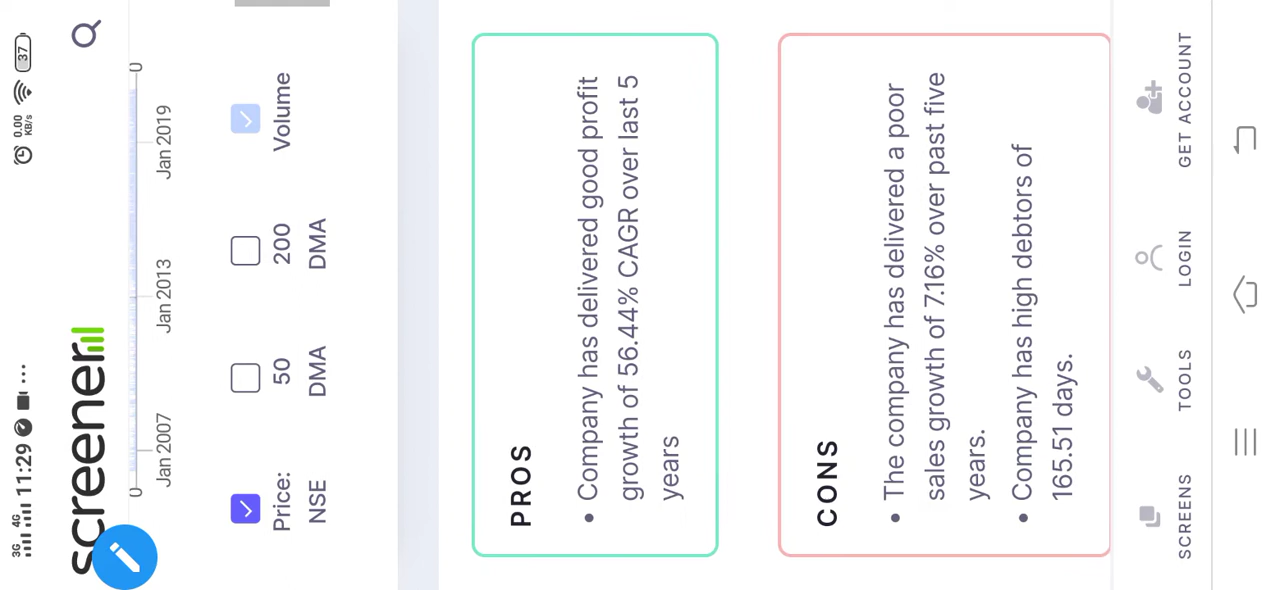 3G 4G 11:29 ... 0.00 KB/s 37
screener
0 0
Jan 2007 Jan 2013 Jan 2019
Price: NSE
50 DMA
200 DMA
Volume
PROS
• Company has delivered good profit
growth of 56.44% CAGR over last 5
years
CONS
• The company has delivered a poor
sales growth of 7.16% over past five
years.
• Company has high debtors of
165.51 days.
SCREENS TOOLS LOGIN GET ACCOUNT